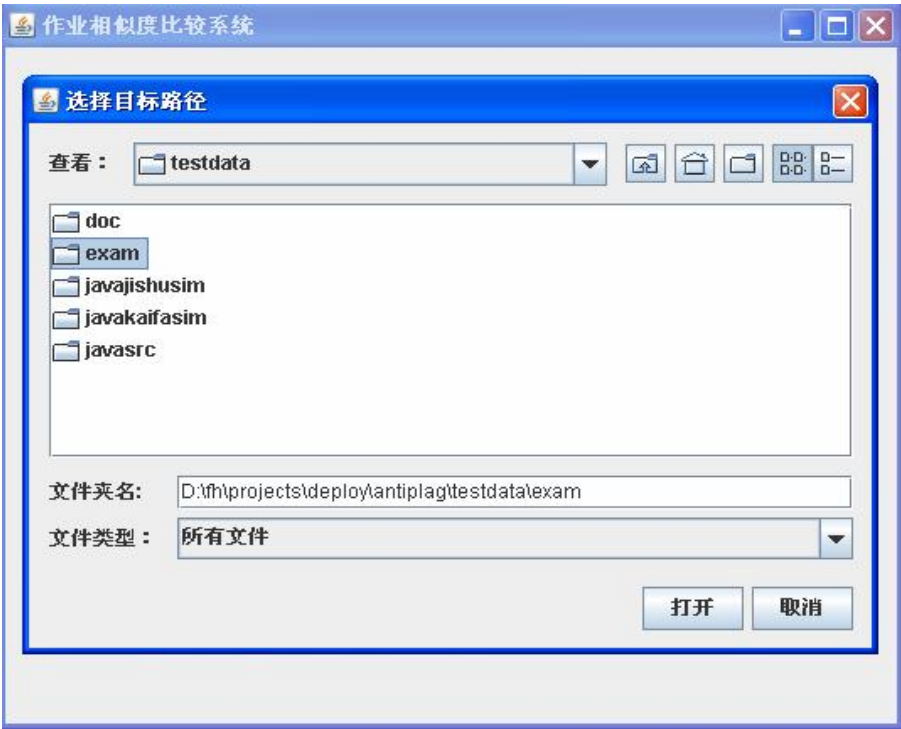 作业相似度比较系统
选择目标路径
查看： testdata
doc
exam
javajishusim
javakaifasim
javasrc
文件夹名: D:\fh\projects\deploy\antiplag\testdata\exam
文件类型： 所有文件
打开 取消